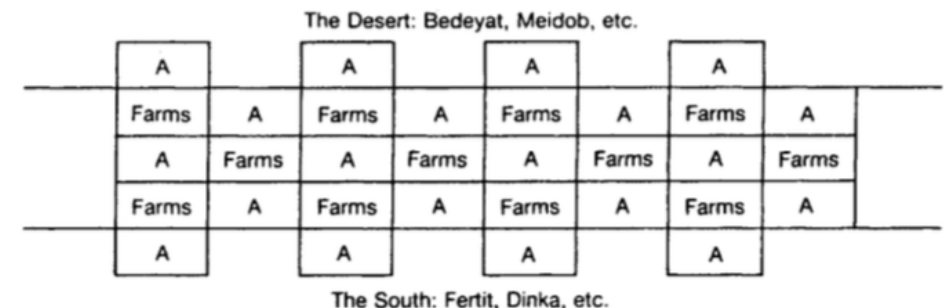 The Desert: Bedeyat, Meidob, etc.
A A A A
Farms A Farms A Farms A Farms A
A Farms A Farms A Farms A Farms
Farms A Farms A Farms A Farms A
A A A A
The South: Fertit, Dinka, etc.